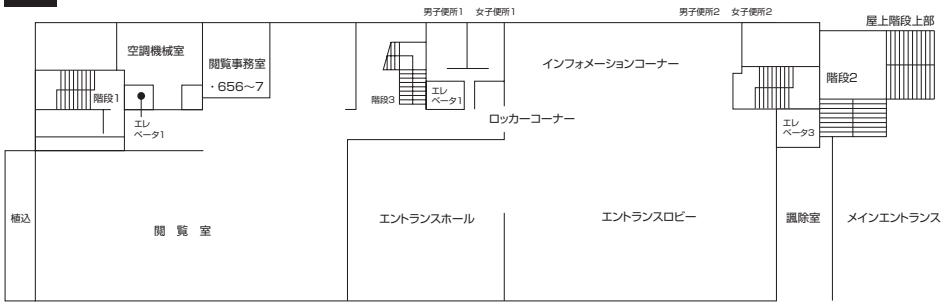 男子便所1 女子便所1
男子便所2 女子便所2
屋上階段上部
空調機械室
閲覧事務室
・656〜7
インフォメーションコーナー
階段2
階段1
階段3
エレ
ベータ1
エレ
ベータ1
ロッカーコーナー
エレ
ベータ3
植込
閲 覧 室
エントランスホール
エントランスロビー
風除室
メインエントランス